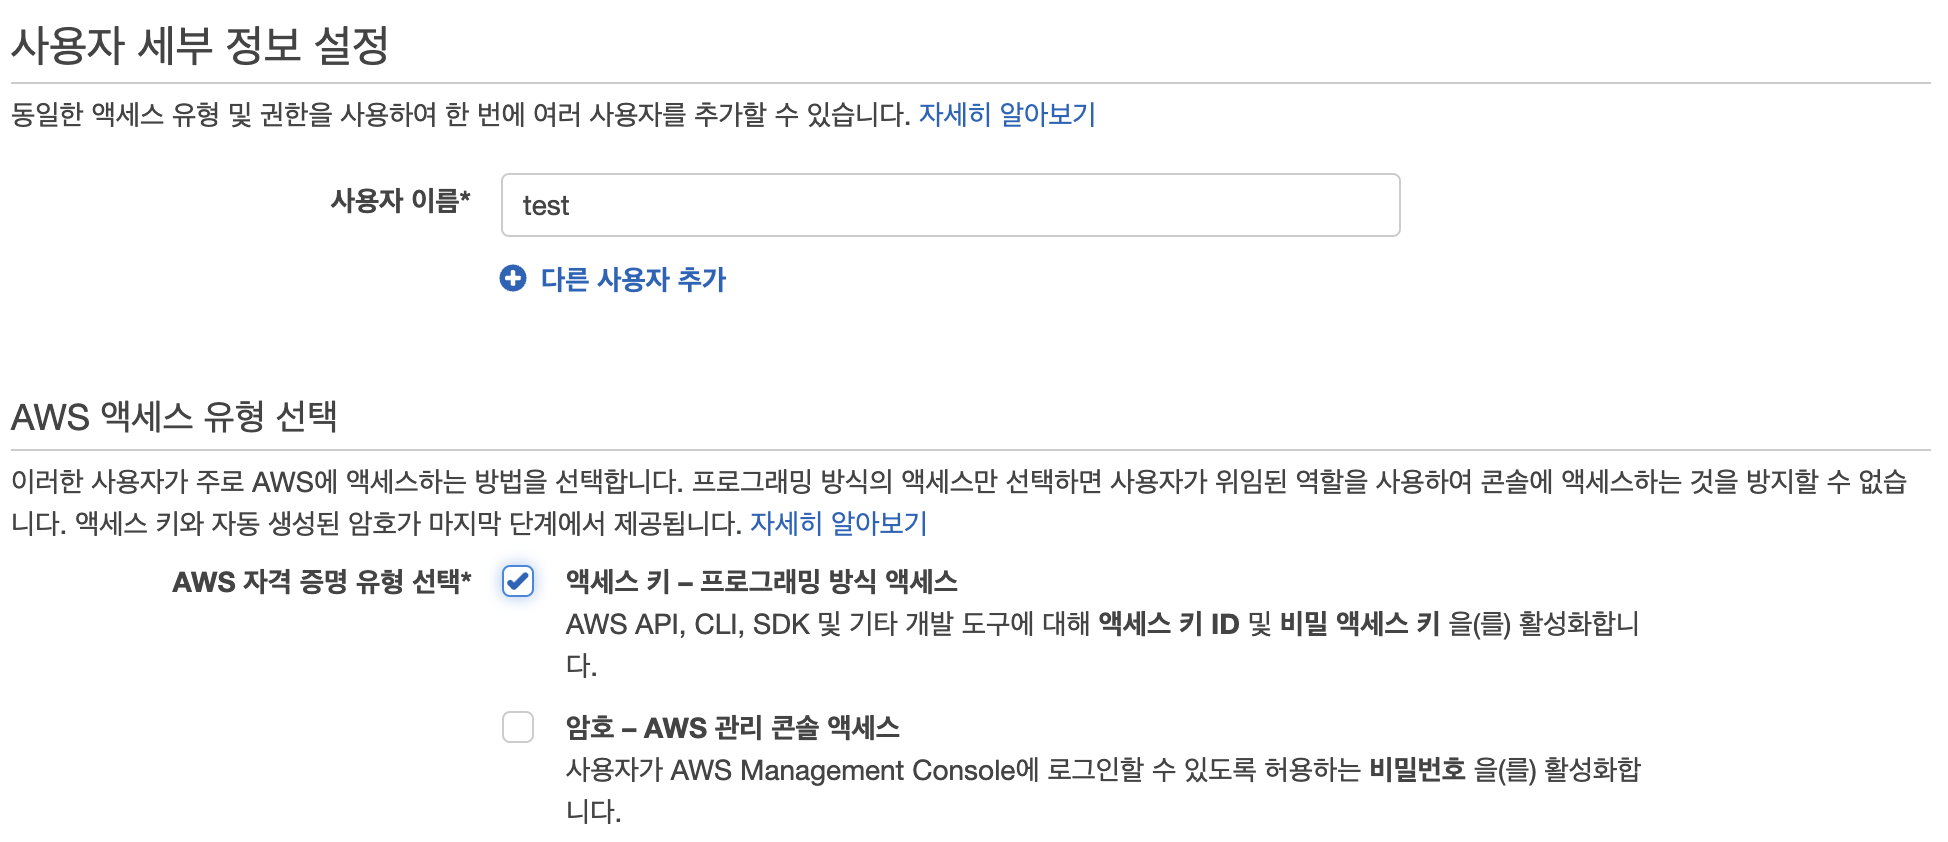 사용자 세부 정보 설정
동일한 액세스 유형 및 권한을 사용하여 한 번에 여러 사용자를 추가할 수 있습니다. 자세히 알아보기
사용자 이름* test
다른 사용자 추가
AWS 액세스 유형 선택
이러한 사용자가 주로 AWS에 액세스하는 방법을 선택합니다. 프로그래밍 방식의 액세스만 선택하면 사용자가 위임된 역할을 사용하여 콘솔에 액세스하는 것을 방지할 수 없습
니다. 액세스 키와 자동 생성된 암호가 마지막 단계에서 제공됩니다. 자세히 알아보기
AWS 자격 증명 유형 선택* 액세스 키 – 프로그래밍 방식 액세스
AWS API, CLI, SDK 및 기타 개발 도구에 대해 액세스 키 ID 및 비밀 액세스 키 을(를) 활성화합니
다.
암호 – AWS 관리 콘솔 액세스
사용자가 AWS Management Console에 로그인할 수 있도록 허용하는 비밀번호 을(를) 활성화합
니다.